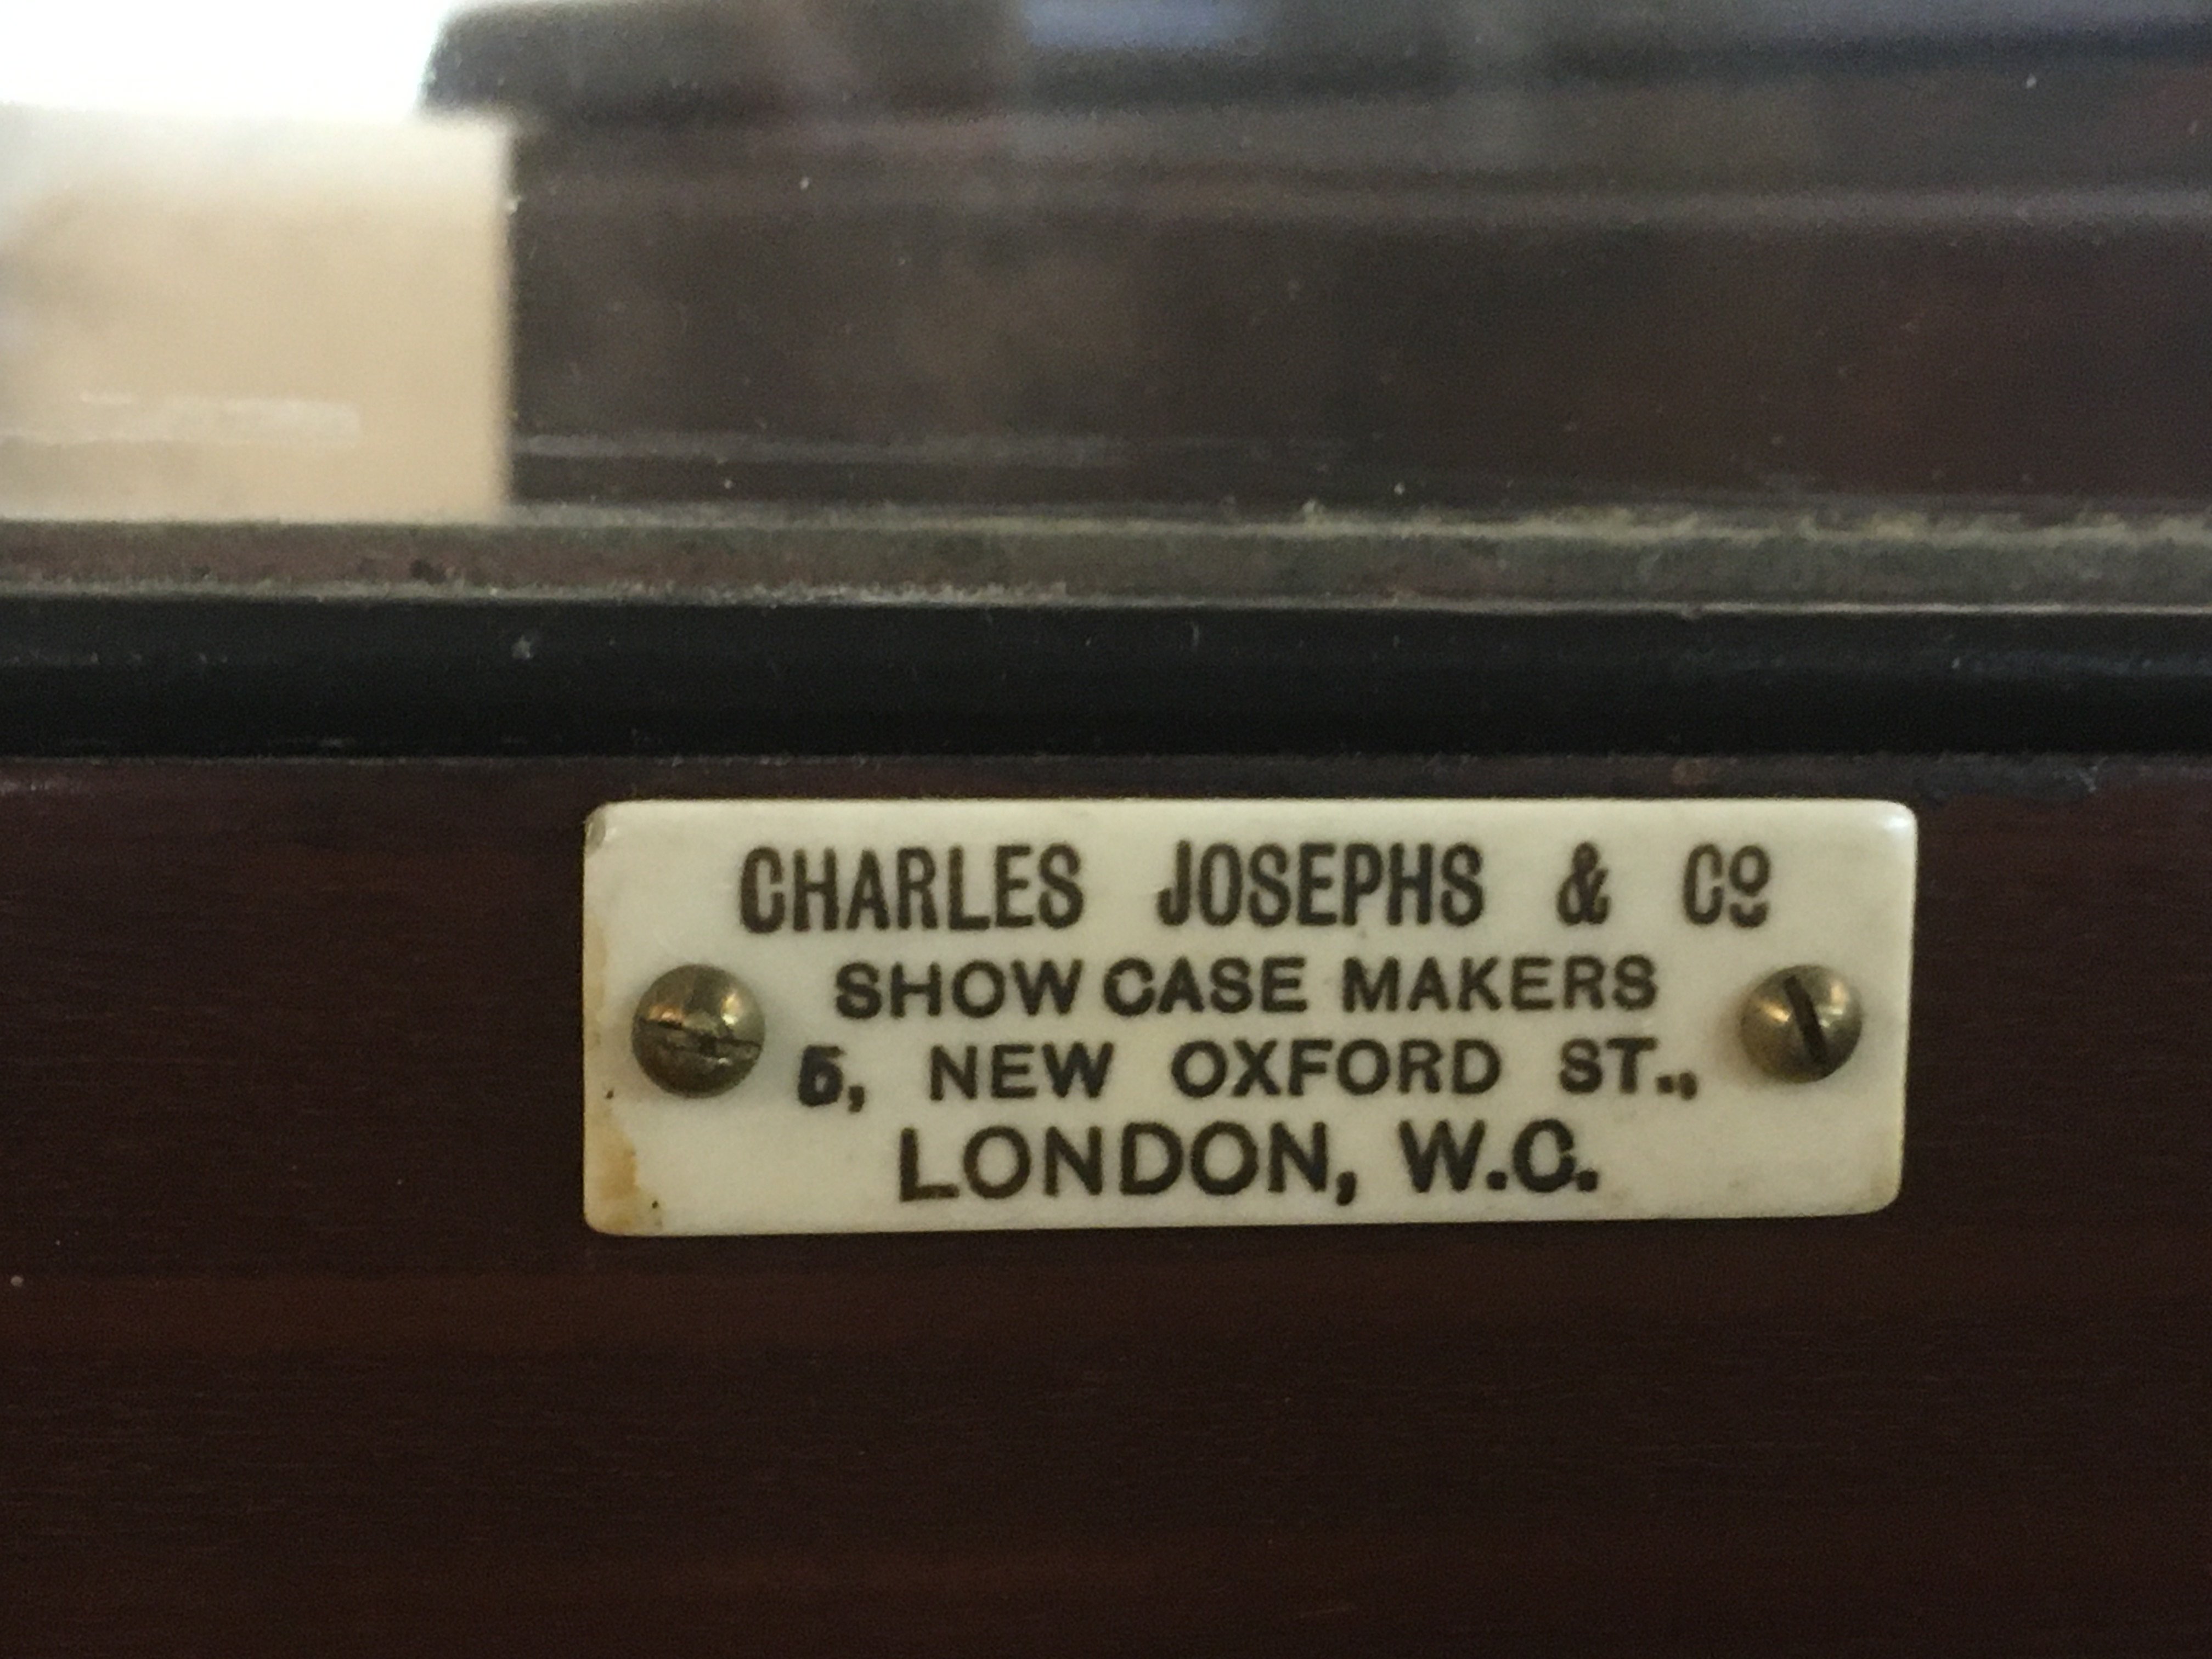 CHARLES JOSEPHS & Cº
SHOW CASE MAKERS
5, NEW OXFORD ST.,
LONDON, W.C.